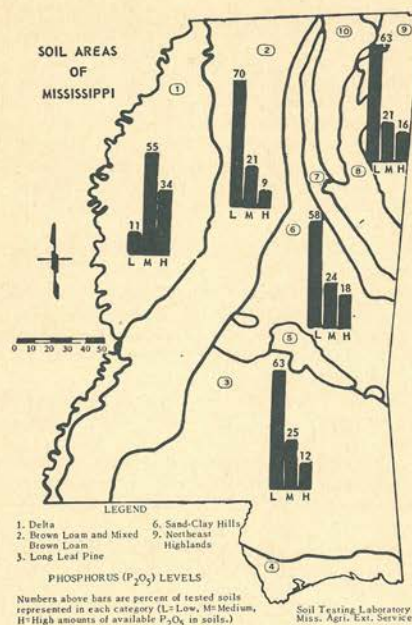 SOIL AREAS
OF
MISSISSIPPI
1
2
10
9
70
21
9
L M H
63
21
16
L M H
55
11
34
L M H
8
7
6
58
24
18
L M H
0 10 20 30 40 50
5
3
63
25
12
L M H
4
LEGEND
1. Delta
2. Brown Loam and Mixed
Brown Loam
3. Long Leaf Pine
6. Sand-Clay Hills
9. Northeast
Highlands
PHOSPHORUS (P₂O₅) LEVELS
Numbers above bars are percent of tested soils
represented in each category (L=Low, M=Medium,
H=High amounts of available P₂O₅ in soils.)
Soil Testing Laboratory
Miss. Agri. Ext. Service